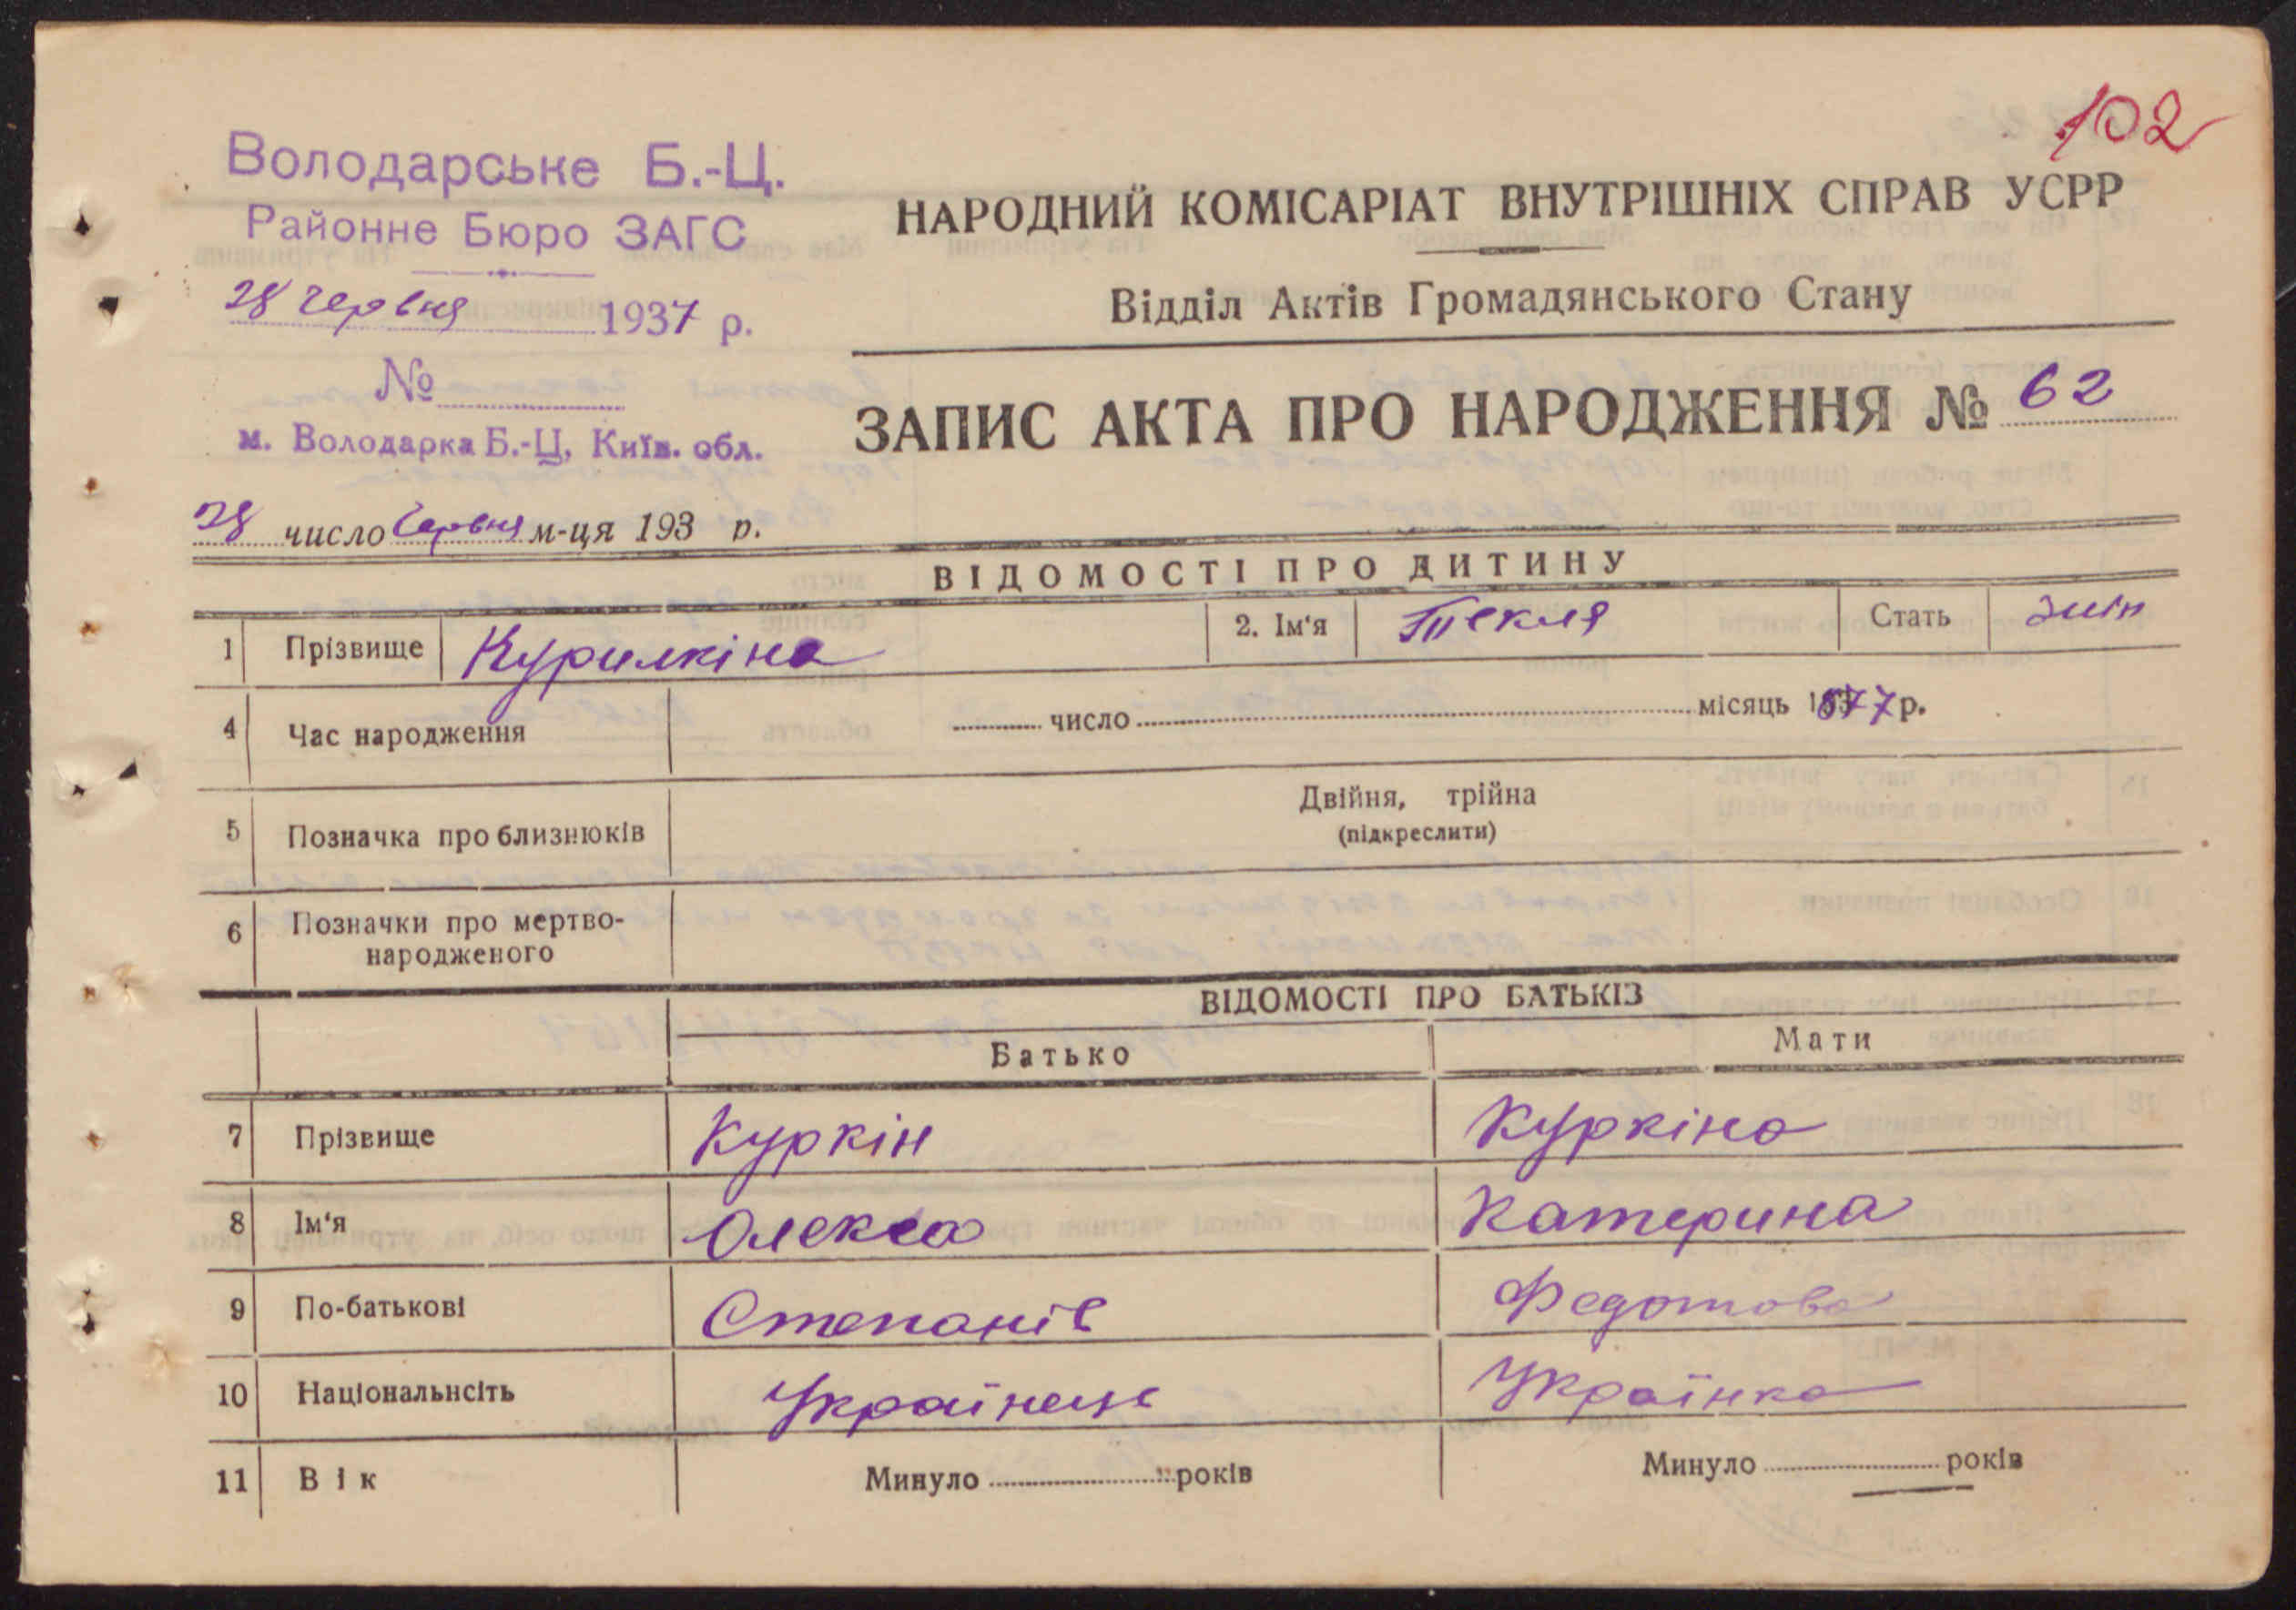 102
Володарське Б.-Ц.
Районне Бюро ЗАГС
28 червня 1937 р.
№
м. Володарка Б.-Ц, Київ. обл.
НАРОДНИЙ КОМІСАРІАТ ВНУТРІШНІХ СПРАВ УСРР
Відділ Актів Громадянського Стану
ЗАПИС АКТА ПРО НАРОДЖЕННЯ № 62
28 число Червня м-ця 193 р.
ВІДОМОСТІ ПРО ДИТИНУ
1 Прізвище Курилкіна 2. Ім'я Текля Стать жін
4 Час народження число місяць 1877 р.
5 Позначка про близнюків Двійня, трійна
(підкреслити)
6 Позначки про мертво-
народженого
ВІДОМОСТІ ПРО БАТЬКІЗ
Батько Мати
7 Прізвище Куркін Куркіна
8 Ім'я Олекса Катерина
9 По-батькові Степанів Федотова
10 Національнсіть Українець Українка
11 Вік Минуло років Минуло років